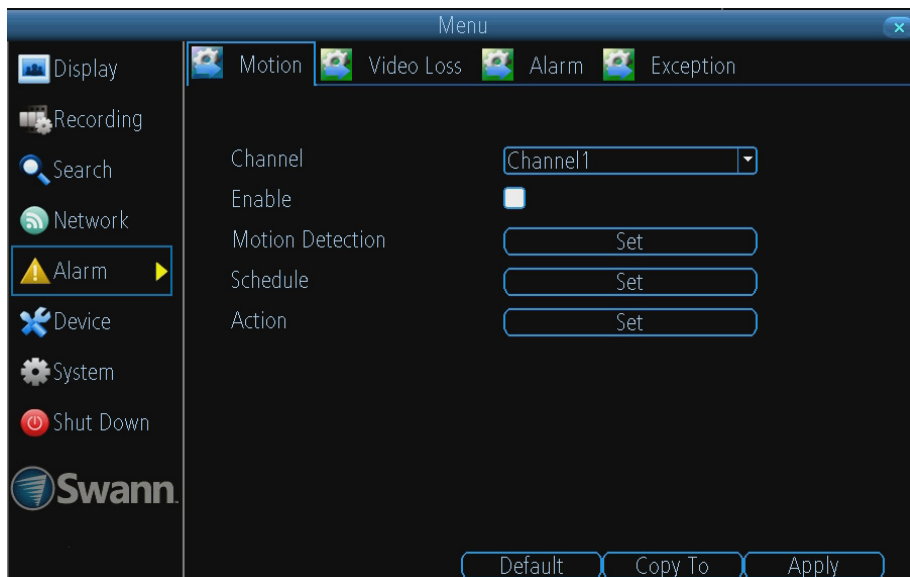 Menu
Display
Recording
Search
Network
Alarm
Device
System
Shut Down
Swann
Motion Video Loss Alarm Exception
Channel Channel1
Enable
Motion Detection Set
Schedule Set
Action Set
Default Copy To Apply